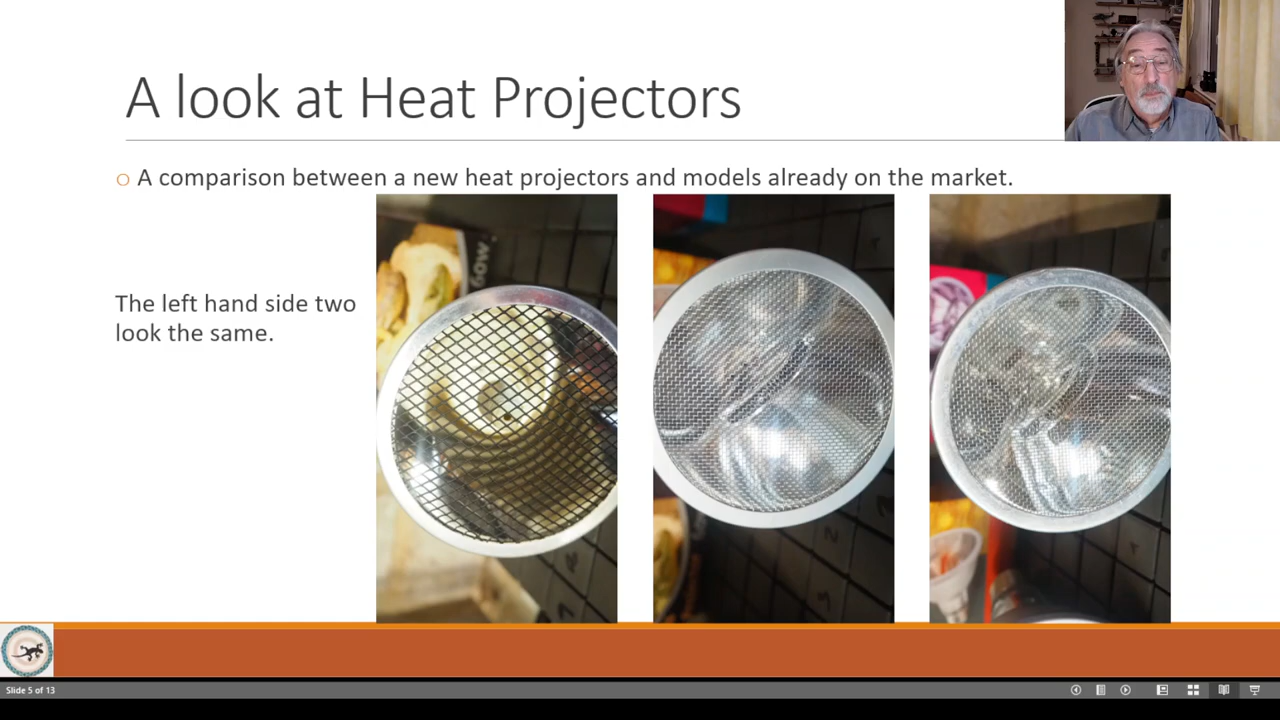 A look at Heat Projectors
A comparison between a new heat projectors and models already on the market.
The left hand side two
look the same.
60W.
Slide 5 of 13